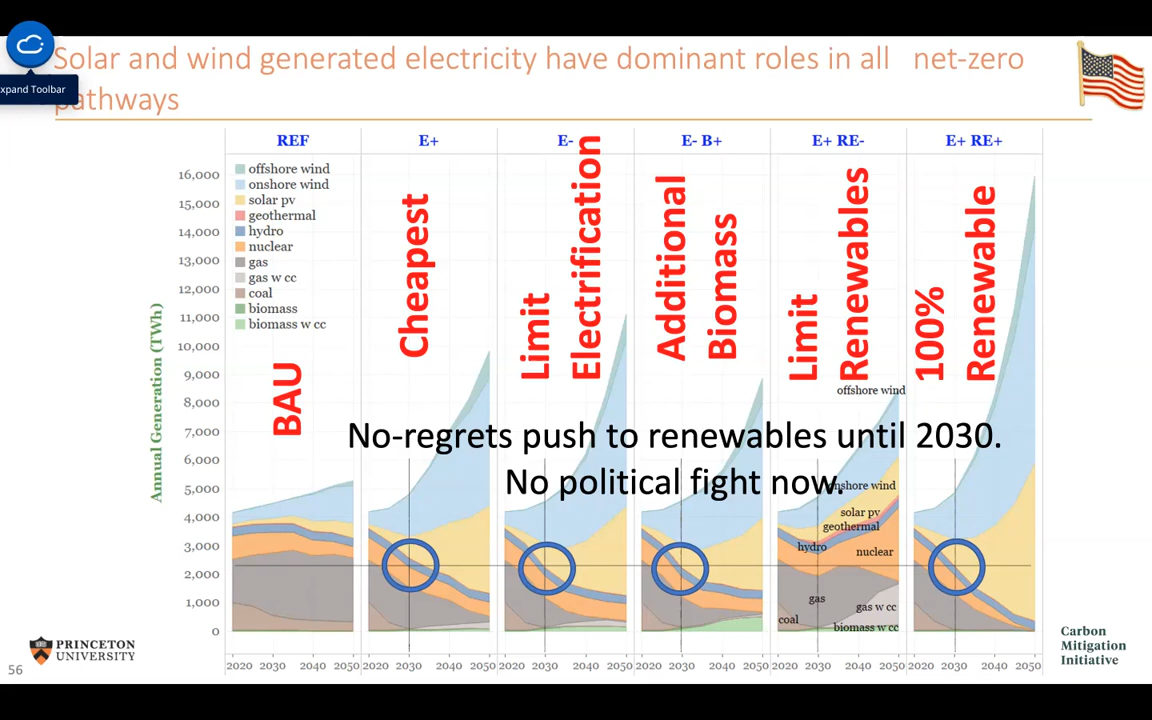 Solar and wind generated electricity have dominant roles in all net-zero
pathways
xpand Toolbar
REF
E+
E-
E- B+
E+ RE-
E+ RE+
Annual Generation (TWh)
16,000
15,000
14,000
13,000
12,000
11,000
10,000
9,000
8,000
7,000
6,000
5,000
4,000
3,000
2,000
1,000
0
offshore wind
onshore wind
solar pv
geothermal
hydro
nuclear
gas
gas w cc
coal
biomass
biomass w cc
BAU
Cheapest
Limit
Electrification
Additional
Biomass
Limit
Renewables
100%
Renewable
No-regrets push to renewables until 2030.
No political fight now.
offshore wind
onshore wind
solar pv
geothermal
hydro
nuclear
gas
gas w cc
coal
biomass w cc
2020 2030 2040 2050
2020 2030 2040 2050
2020 2030 2040 2050
2020 2030 2040 2050
2020 2030 2040 2050
2020 2030 2040 2050
PRINCETON
UNIVERSITY
56
Carbon
Mitigation
Initiative